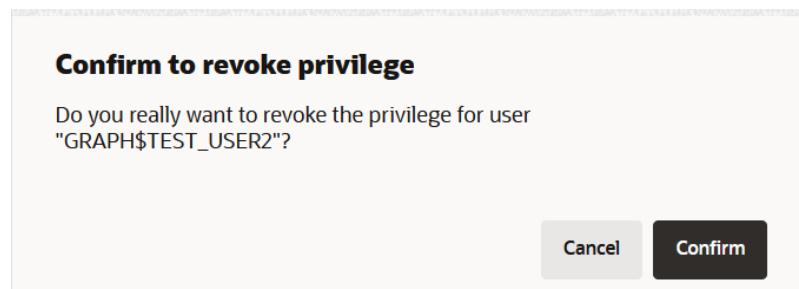 Confirm to revoke privilege
Do you really want to revoke the privilege for user
"GRAPH$TEST_USER2"?
Cancel
Confirm